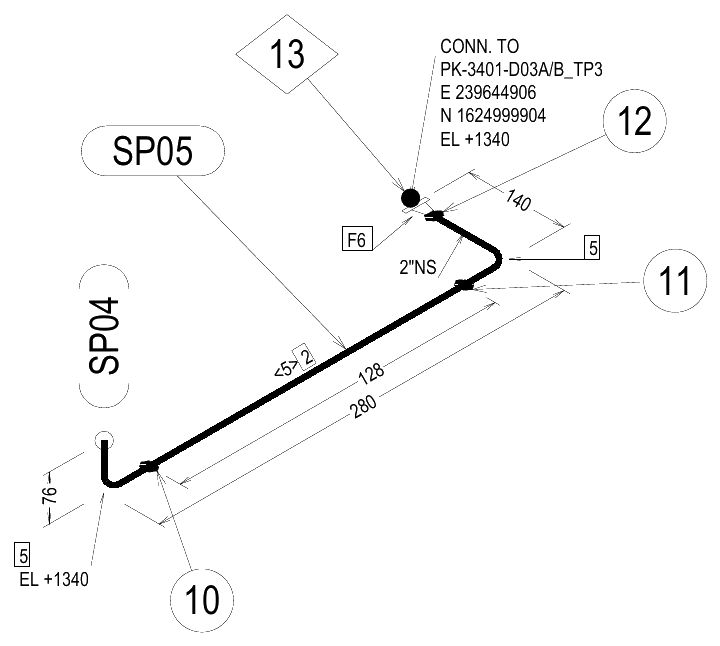 13
CONN. TO
PK-3401-D03A/B_TP3
E 239644906
N 1624999904
EL +1340
12
SP05
140
F6
5
2"NS
11
SP04
<5> 2
128
280
76
5
EL +1340
10